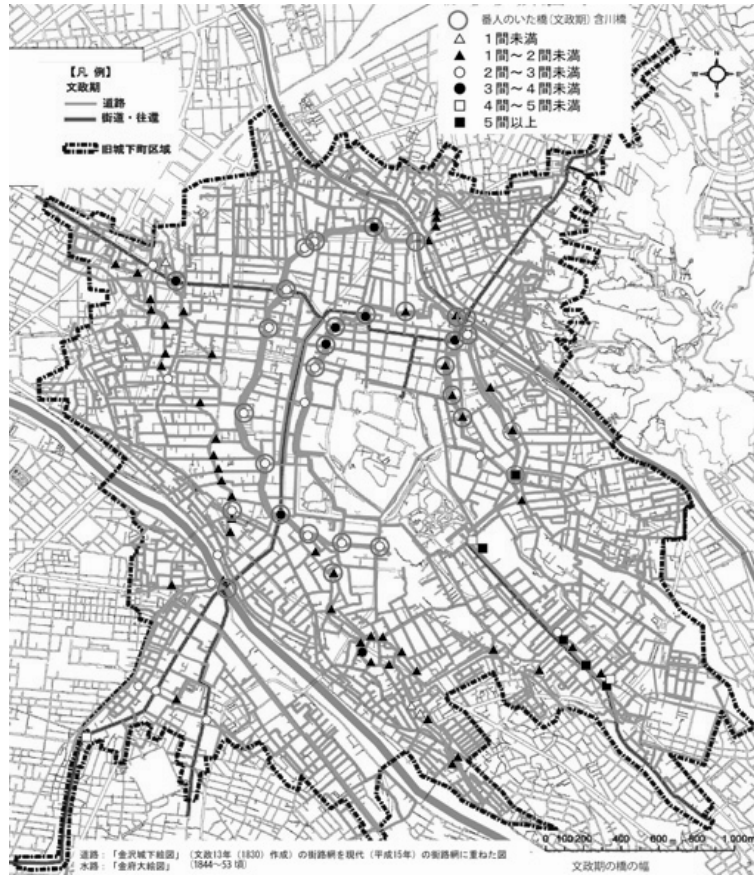 番人のいた橋(文政期)含川橋
1間未満
1間～2間未満
2間～3間未満
3間～4間未満
4間～5間未満
5間以上
【凡 例】
文政期
道路
街道・往還
旧城下町区域
N
W
E
S
0 100 200 400 600 800 1,000m
道路：「金沢城下絵図」(文政13年(1830)作成)の街路網を現代(平成15年)の街路網に重ねた図
水路：「金府大絵図」(1844～53頃)
文政期の橋の幅